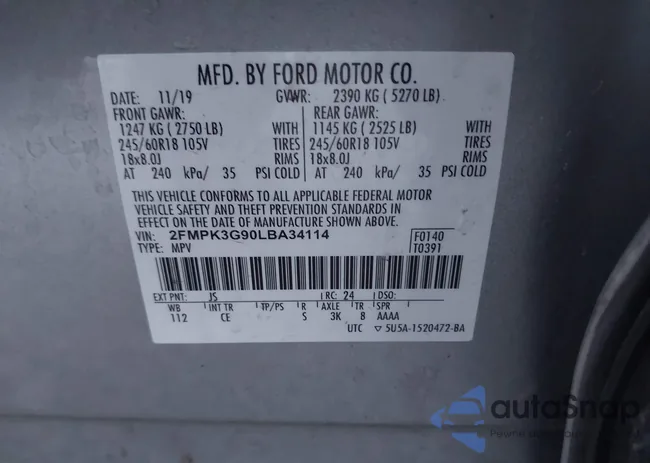 MFD. BY FORD MOTOR CO.
DATE: 11/19 GVWR: 2390 KG ( 5270 LB)
FRONT GAWR: REAR GAWR:
1247 KG ( 2750 LB) WITH 1145 KG ( 2525 LB) WITH
245/60R18 105V TIRES 245/60R18 105V TIRES
18x8.0J RIMS 18x8.0J RIMS
AT 240 kPa/ 35 PSI COLD AT 240 kPa/ 35 PSI COLD
THIS VEHICLE CONFORMS TO ALL APPLICABLE FEDERAL MOTOR
VEHICLE SAFETY AND THEFT PREVENTION STANDARDS IN
EFFECT ON THE DATE OF MANUFACTURE SHOWN ABOVE.
VIN: 2FMPK3G90LBA34114 F0140
TYPE: MPV T0391
EXT PNT: JS RC: 24 DSO:
WB INT TR TP/PS R AXLE TR SPR
112 CE S 3K 8 AAAA
UTC ▽ 5U5A-1520472-BA
autoSnap